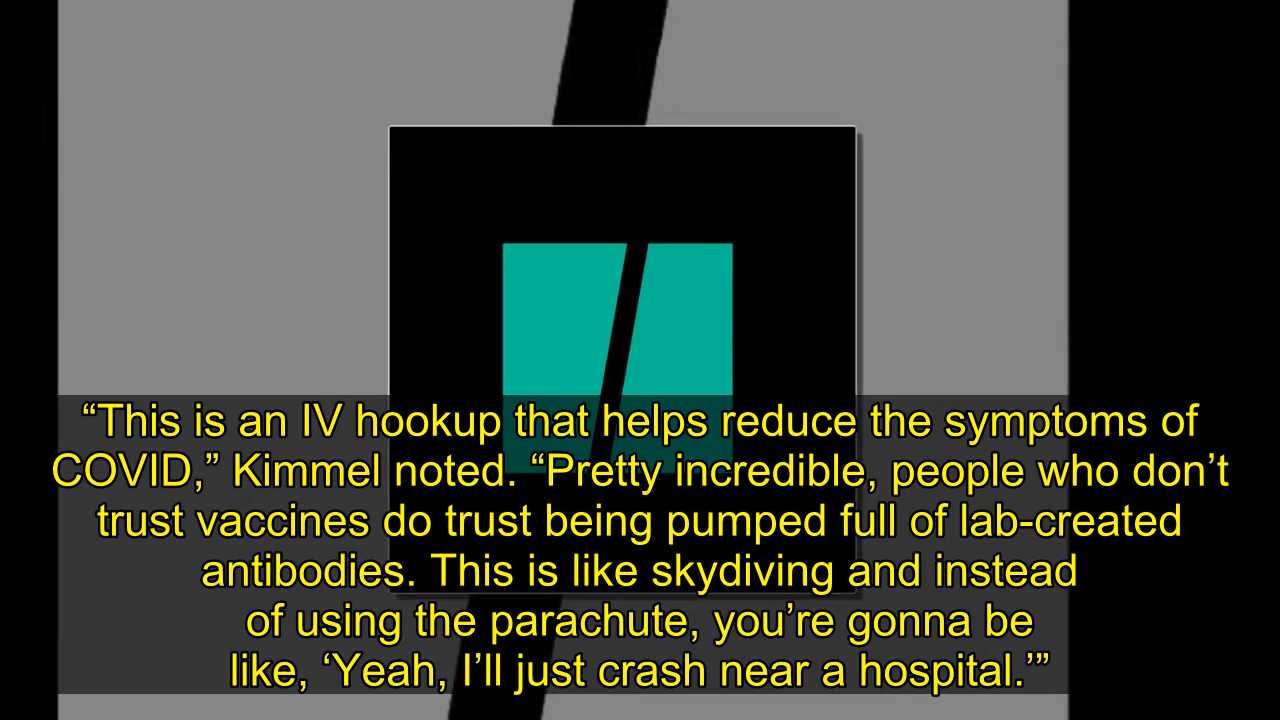 “This is an IV hookup that helps reduce the symptoms of
COVID,” Kimmel noted. “Pretty incredible, people who don’t
trust vaccines do trust being pumped full of lab-created
antibodies. This is like skydiving and instead
of using the parachute, you’re gonna be
like, ‘Yeah, I’ll just crash near a hospital.’”